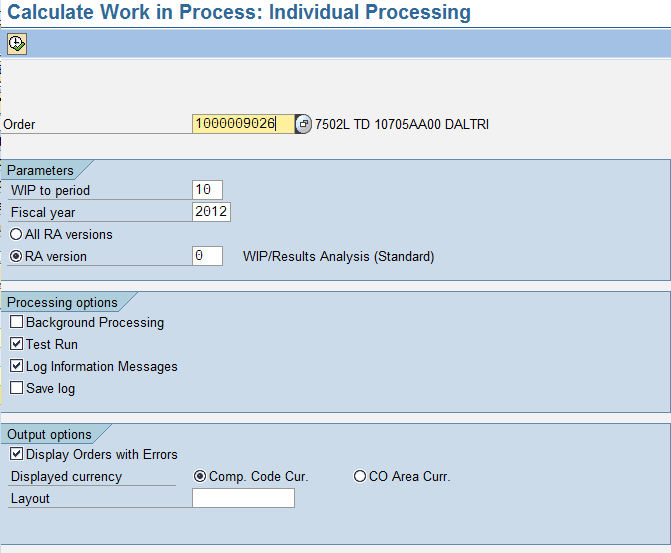 Calculate Work in Process: Individual Processing
Order 1000009026 7502L TD 10705AA00 DALTRI
Parameters
WIP to period 10
Fiscal year 2012
All RA versions
RA version 0 WIP/Results Analysis (Standard)
Processing options
Background Processing
Test Run
Log Information Messages
Save log
Output options
Display Orders with Errors
Displayed currency Comp. Code Cur. CO Area Curr.
Layout